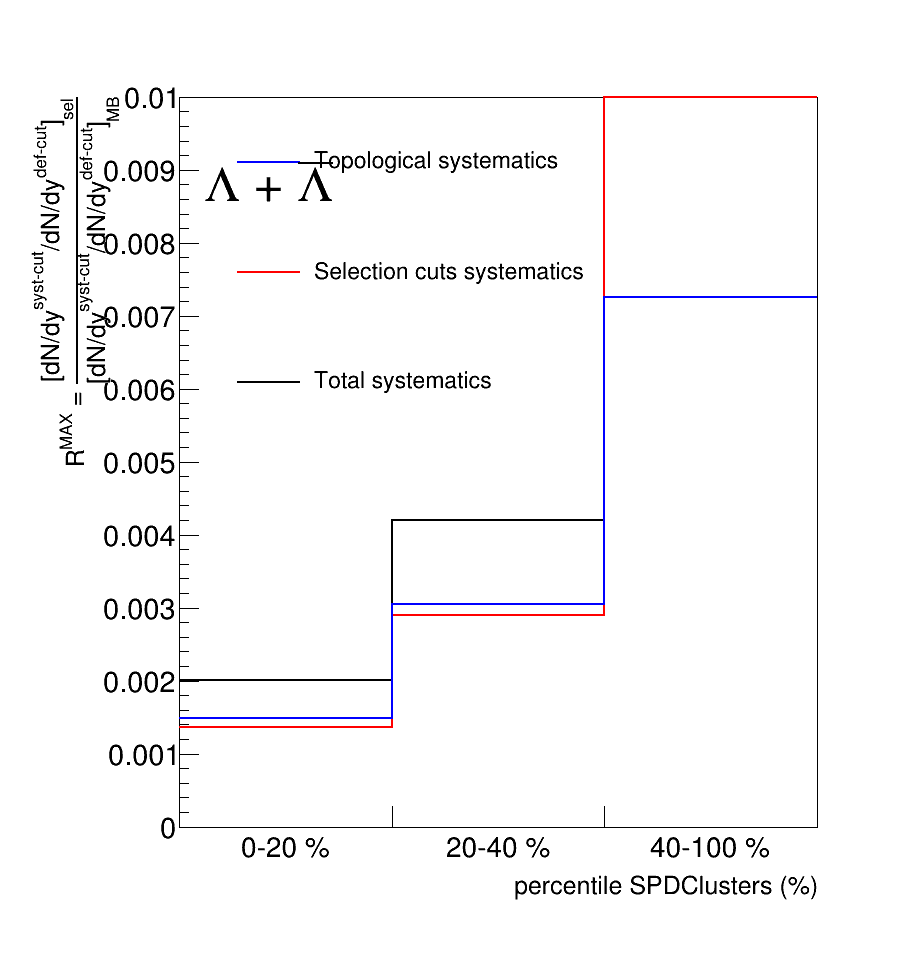 R^MAX = [dN/dy^syst-cut/dN/dy^def-cut]_sel / [dN/dy^syst-cut/dN/dy^def-cut]_MB
0.01
0.009
0.008
0.007
0.006
0.005
0.004
0.003
0.002
0.001
0
Topological systematics
Λ + Λ̅
Selection cuts systematics
Total systematics
0-20 %
20-40 %
40-100 %
percentile SPDClusters (%)